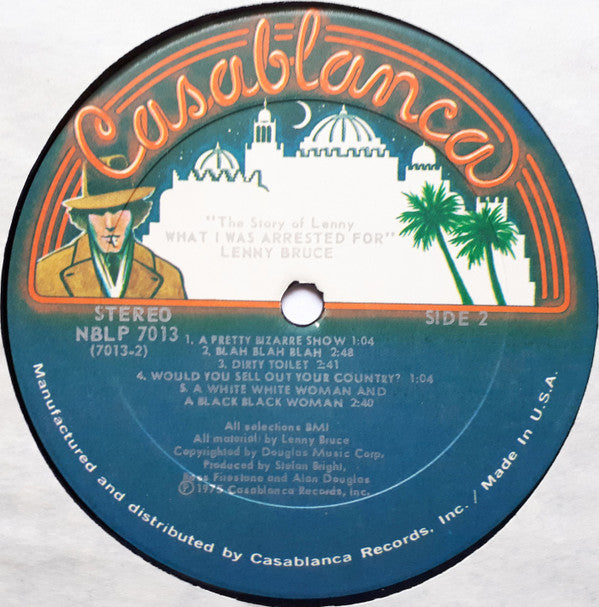 Casablanca
"The Story of Lenny
WHAT I WAS ARRESTED FOR"
LENNY BRUCE
STEREO
NBLP 7013
(7013-2)
SIDE 2
1. A PRETTY BIZARRE SHOW 1:04
2. BLAH BLAH BLAH 2:48
3. DIRTY TOILET 2:41
4. WOULD YOU SELL OUT YOUR COUNTRY? 1:04
5. A WHITE WHITE WOMAN AND
A BLACK BLACK WOMAN 2:40
All selections BMI
All material by Lenny Bruce
Copyrighted by Douglas Music Corp.
Produced by Stefan Bright,
Ross Firestone and Alan Douglas
Ⓟ1975 Casablanca Records, Inc.
Manufactured and distributed by Casablanca Records, Inc. / Made In U.S.A.